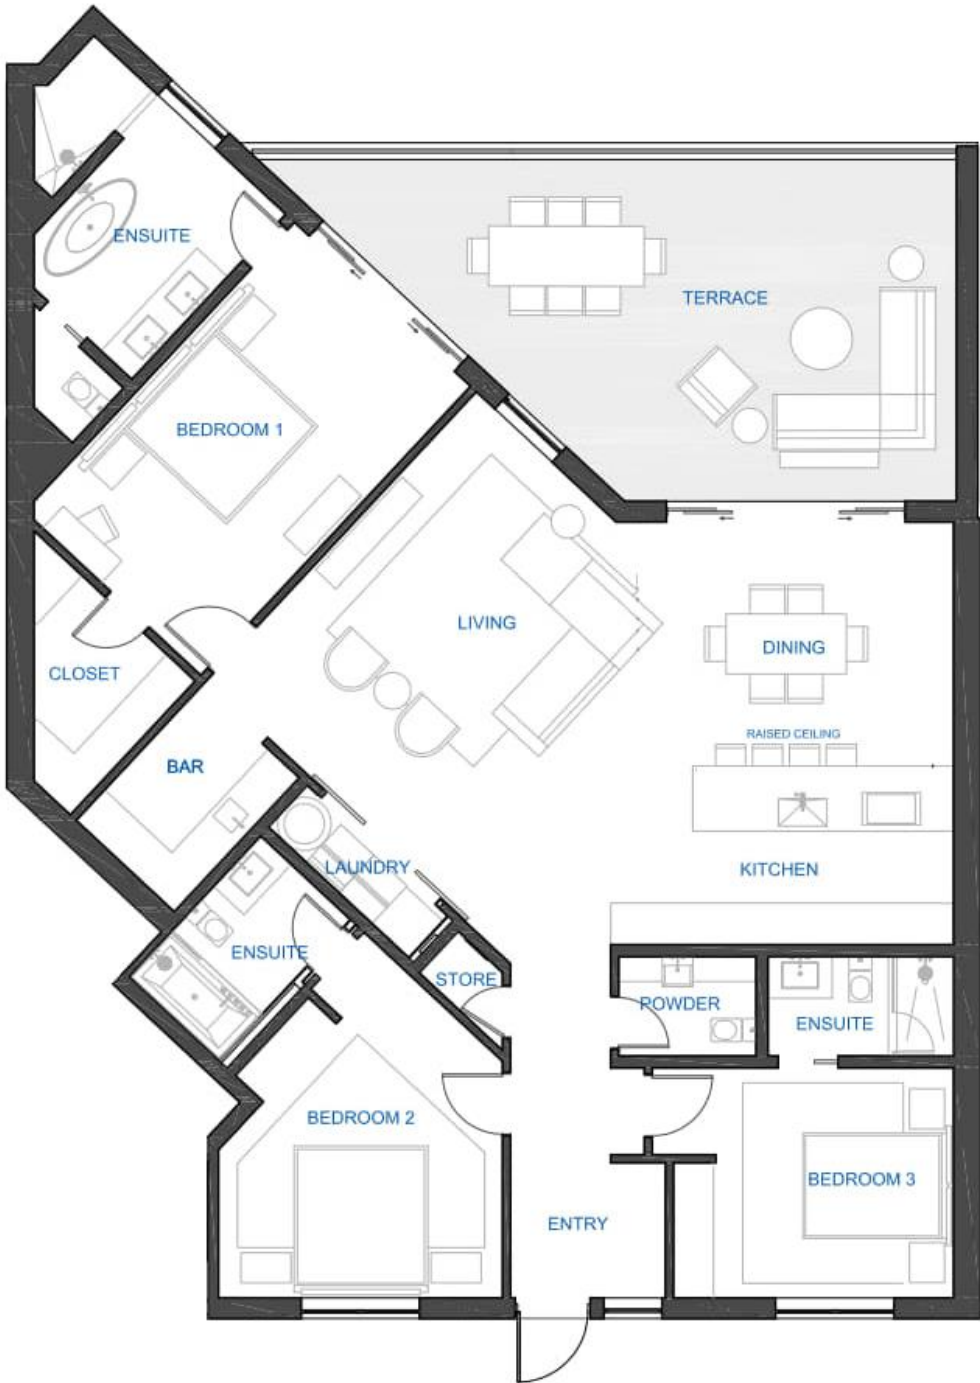 ENSUITE
TERRACE
BEDROOM 1
LIVING
DINING
CLOSET
RAISED CEILING
BAR
LAUNDRY
KITCHEN
ENSUITE
STORE
POWDER
ENSUITE
BEDROOM 2
BEDROOM 3
ENTRY